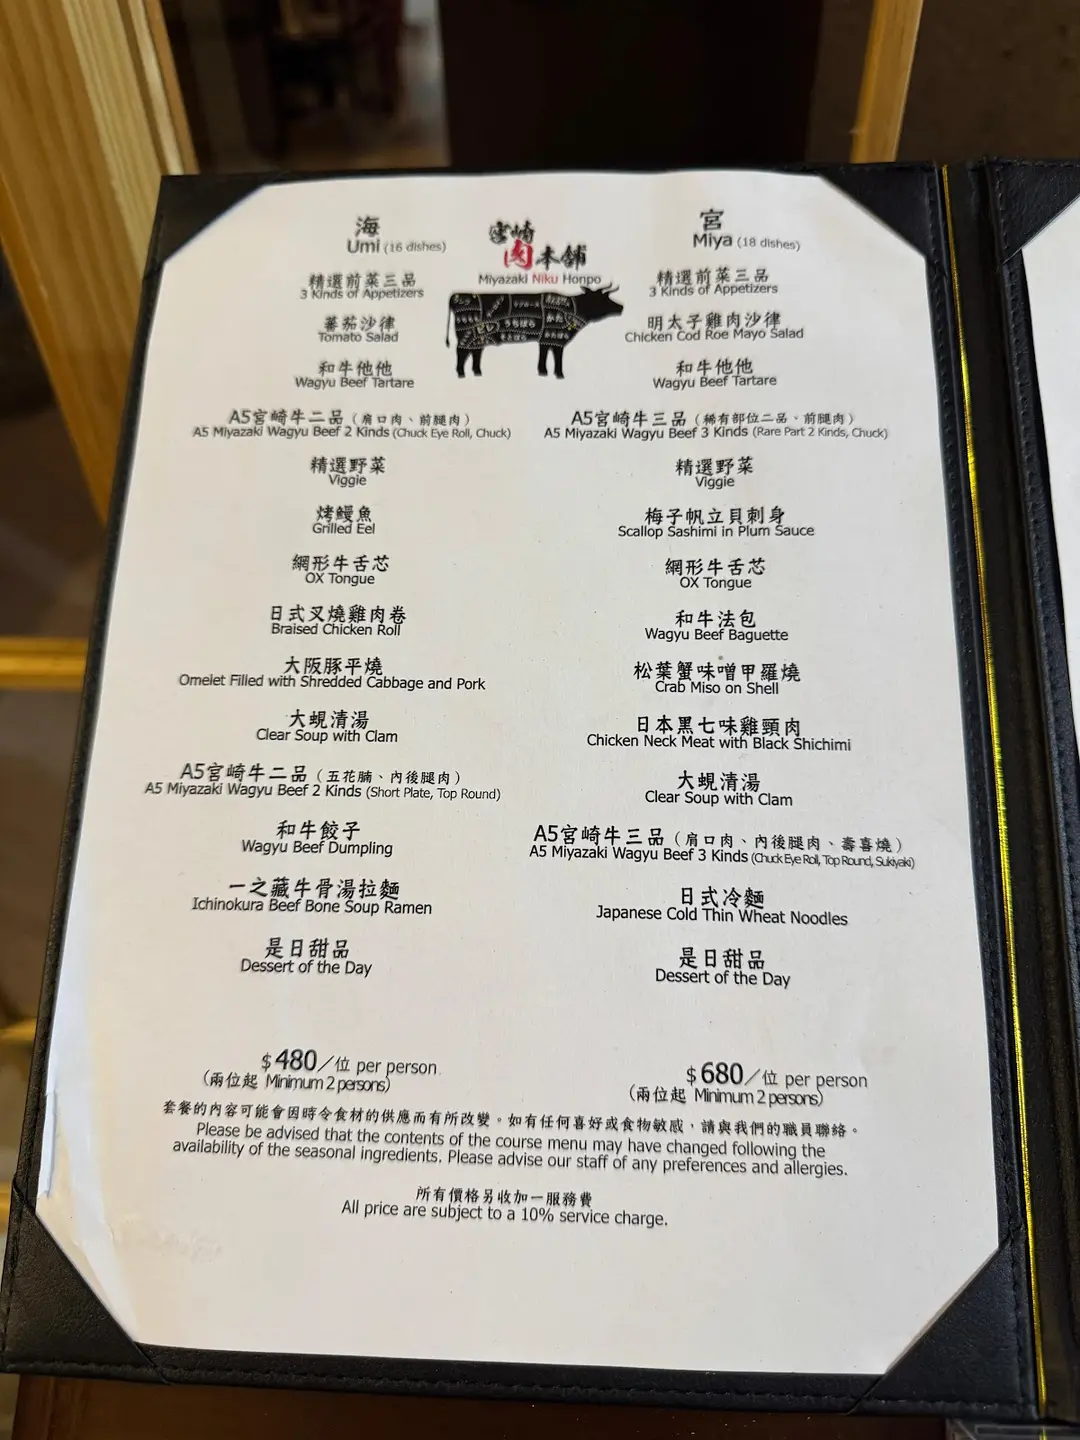 宮崎
肉本舖
Miyazaki Niku Honpo
海
Umi (16 dishes)
精選前菜三品
3 Kinds of Appetizers
蕃茄沙律
Tomato Salad
和牛他他
Wagyu Beef Tartare
A5宮崎牛二品（肩口肉、前腿肉）
A5 Miyazaki Wagyu Beef 2 Kinds (Chuck Eye Roll, Chuck)
精選野菜
Viggie
烤鰻魚
Grilled Eel
網形牛舌芯
OX Tongue
日式叉燒雞肉卷
Braised Chicken Roll
大阪豚平燒
Omelet Filled with Shredded Cabbage and Pork
大蜆清湯
Clear Soup with Clam
A5宮崎牛二品（五花腩、內後腿肉）
A5 Miyazaki Wagyu Beef 2 Kinds (Short Plate, Top Round)
和牛餃子
Wagyu Beef Dumpling
一之藏牛骨湯拉麵
Ichinokura Beef Bone Soup Ramen
是日甜品
Dessert of the Day
$480／位 per person
（兩位起 Minimum 2 persons）
宮
Miya (18 dishes)
精選前菜三品
3 Kinds of Appetizers
明太子雞肉沙律
Chicken Cod Roe Mayo Salad
和牛他他
Wagyu Beef Tartare
A5宮崎牛三品（稀有部位二品、前腿肉）
A5 Miyazaki Wagyu Beef 3 Kinds (Rare Part 2 Kinds, Chuck)
精選野菜
Viggie
梅子帆立貝刺身
Scallop Sashimi in Plum Sauce
網形牛舌芯
OX Tongue
和牛法包
Wagyu Beef Baguette
松葉蟹味噌甲羅燒
Crab Miso on Shell
日本黑七味雞頸肉
Chicken Neck Meat with Black Shichimi
大蜆清湯
Clear Soup with Clam
A5宮崎牛三品（肩口肉、內後腿肉、壽喜燒）
A5 Miyazaki Wagyu Beef 3 Kinds (Chuck Eye Roll, Top Round, Sukiyaki)
日式冷麵
Japanese Cold Thin Wheat Noodles
是日甜品
Dessert of the Day
$680／位 per person
（兩位起 Minimum 2 persons）
套餐的內容可能會因時令食材的供應而有所改變。如有任何喜好或食物敏感，請與我們的職員聯絡。
Please be advised that the contents of the course menu may have changed following the
availability of the seasonal ingredients. Please advise our staff of any preferences and allergies.
所有價格另收加一服務費
All price are subject to a 10% service charge.